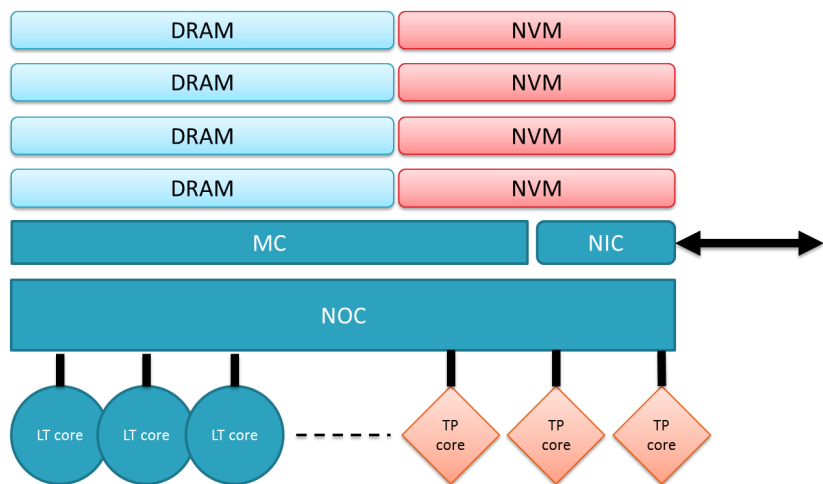 DRAM NVM
DRAM NVM
DRAM NVM
DRAM NVM
MC NIC
NOC
LT core LT core LT core TP core TP core TP core